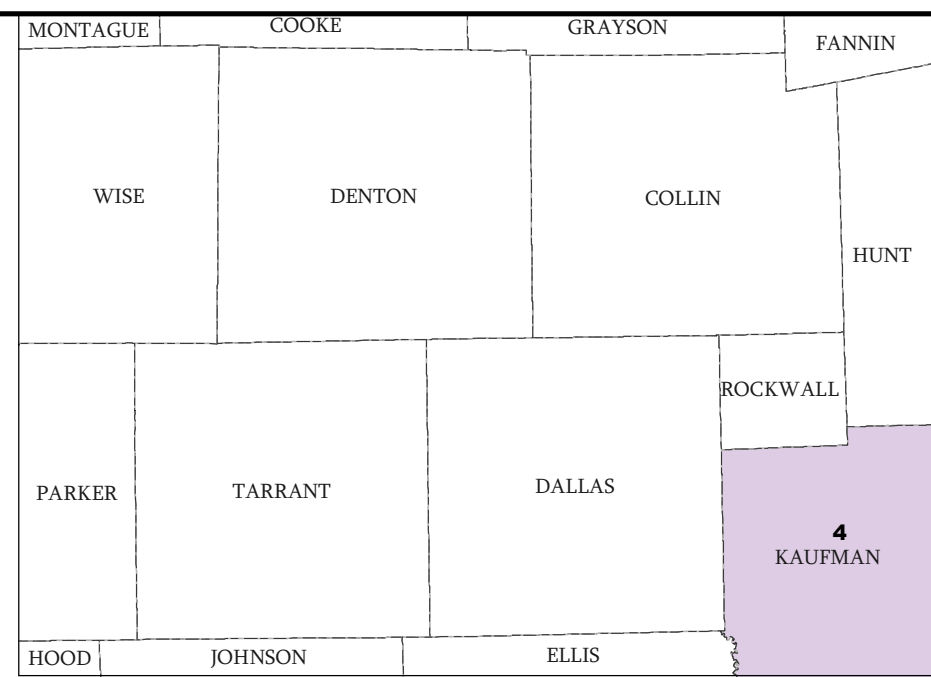 MONTAGUE
COOKE
GRAYSON
FANNIN
WISE
DENTON
COLLIN
HUNT
ROCKWALL
PARKER
TARRANT
DALLAS
4
KAUFMAN
HOOD
JOHNSON
ELLIS